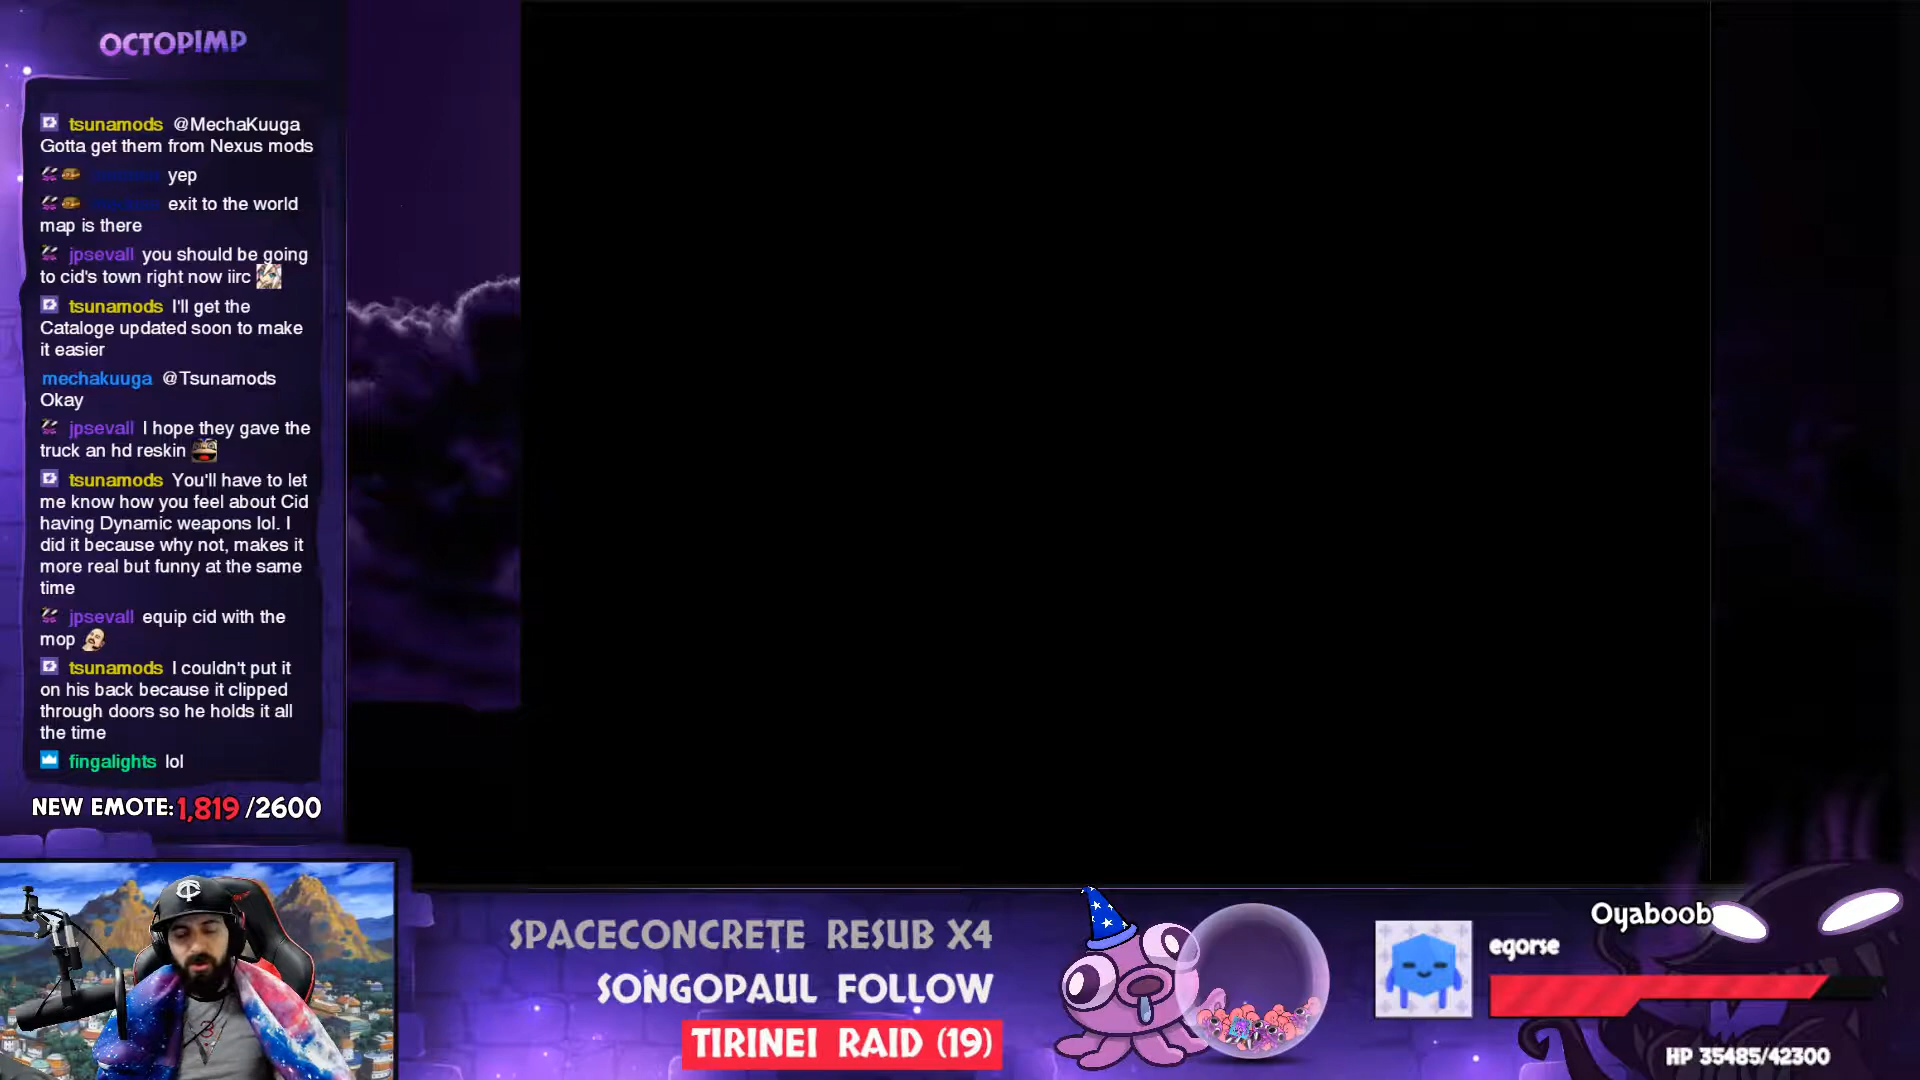 OCTOPIMP
tsunamods @MechaKuuga
Gotta get them from Nexus mods
yep
exit to the world
map is there
jpsevall you should be going
to cid's town right now iirc
tsunamods I'll get the
Cataloge updated soon to make
it easier
mechakuuga @Tsunamods
Okay
jpsevall I hope they gave the
truck an hd reskin
tsunamods You'll have to let
me know how you feel about Cid
having Dynamic weapons lol. I
did it because why not, makes it
more real but funny at the same
time
jpsevall equip cid with the
mop
tsunamods I couldn't put it
on his back because it clipped
through doors so he holds it all
the time
fingalights lol
NEW EMOTE: 1,819 /2600
SPACECONCRETE RESUB X4
SONGOPAUL FOLLOW
TIRINEI RAID (19)
Oyaboob
egorse
HP 35485/42300